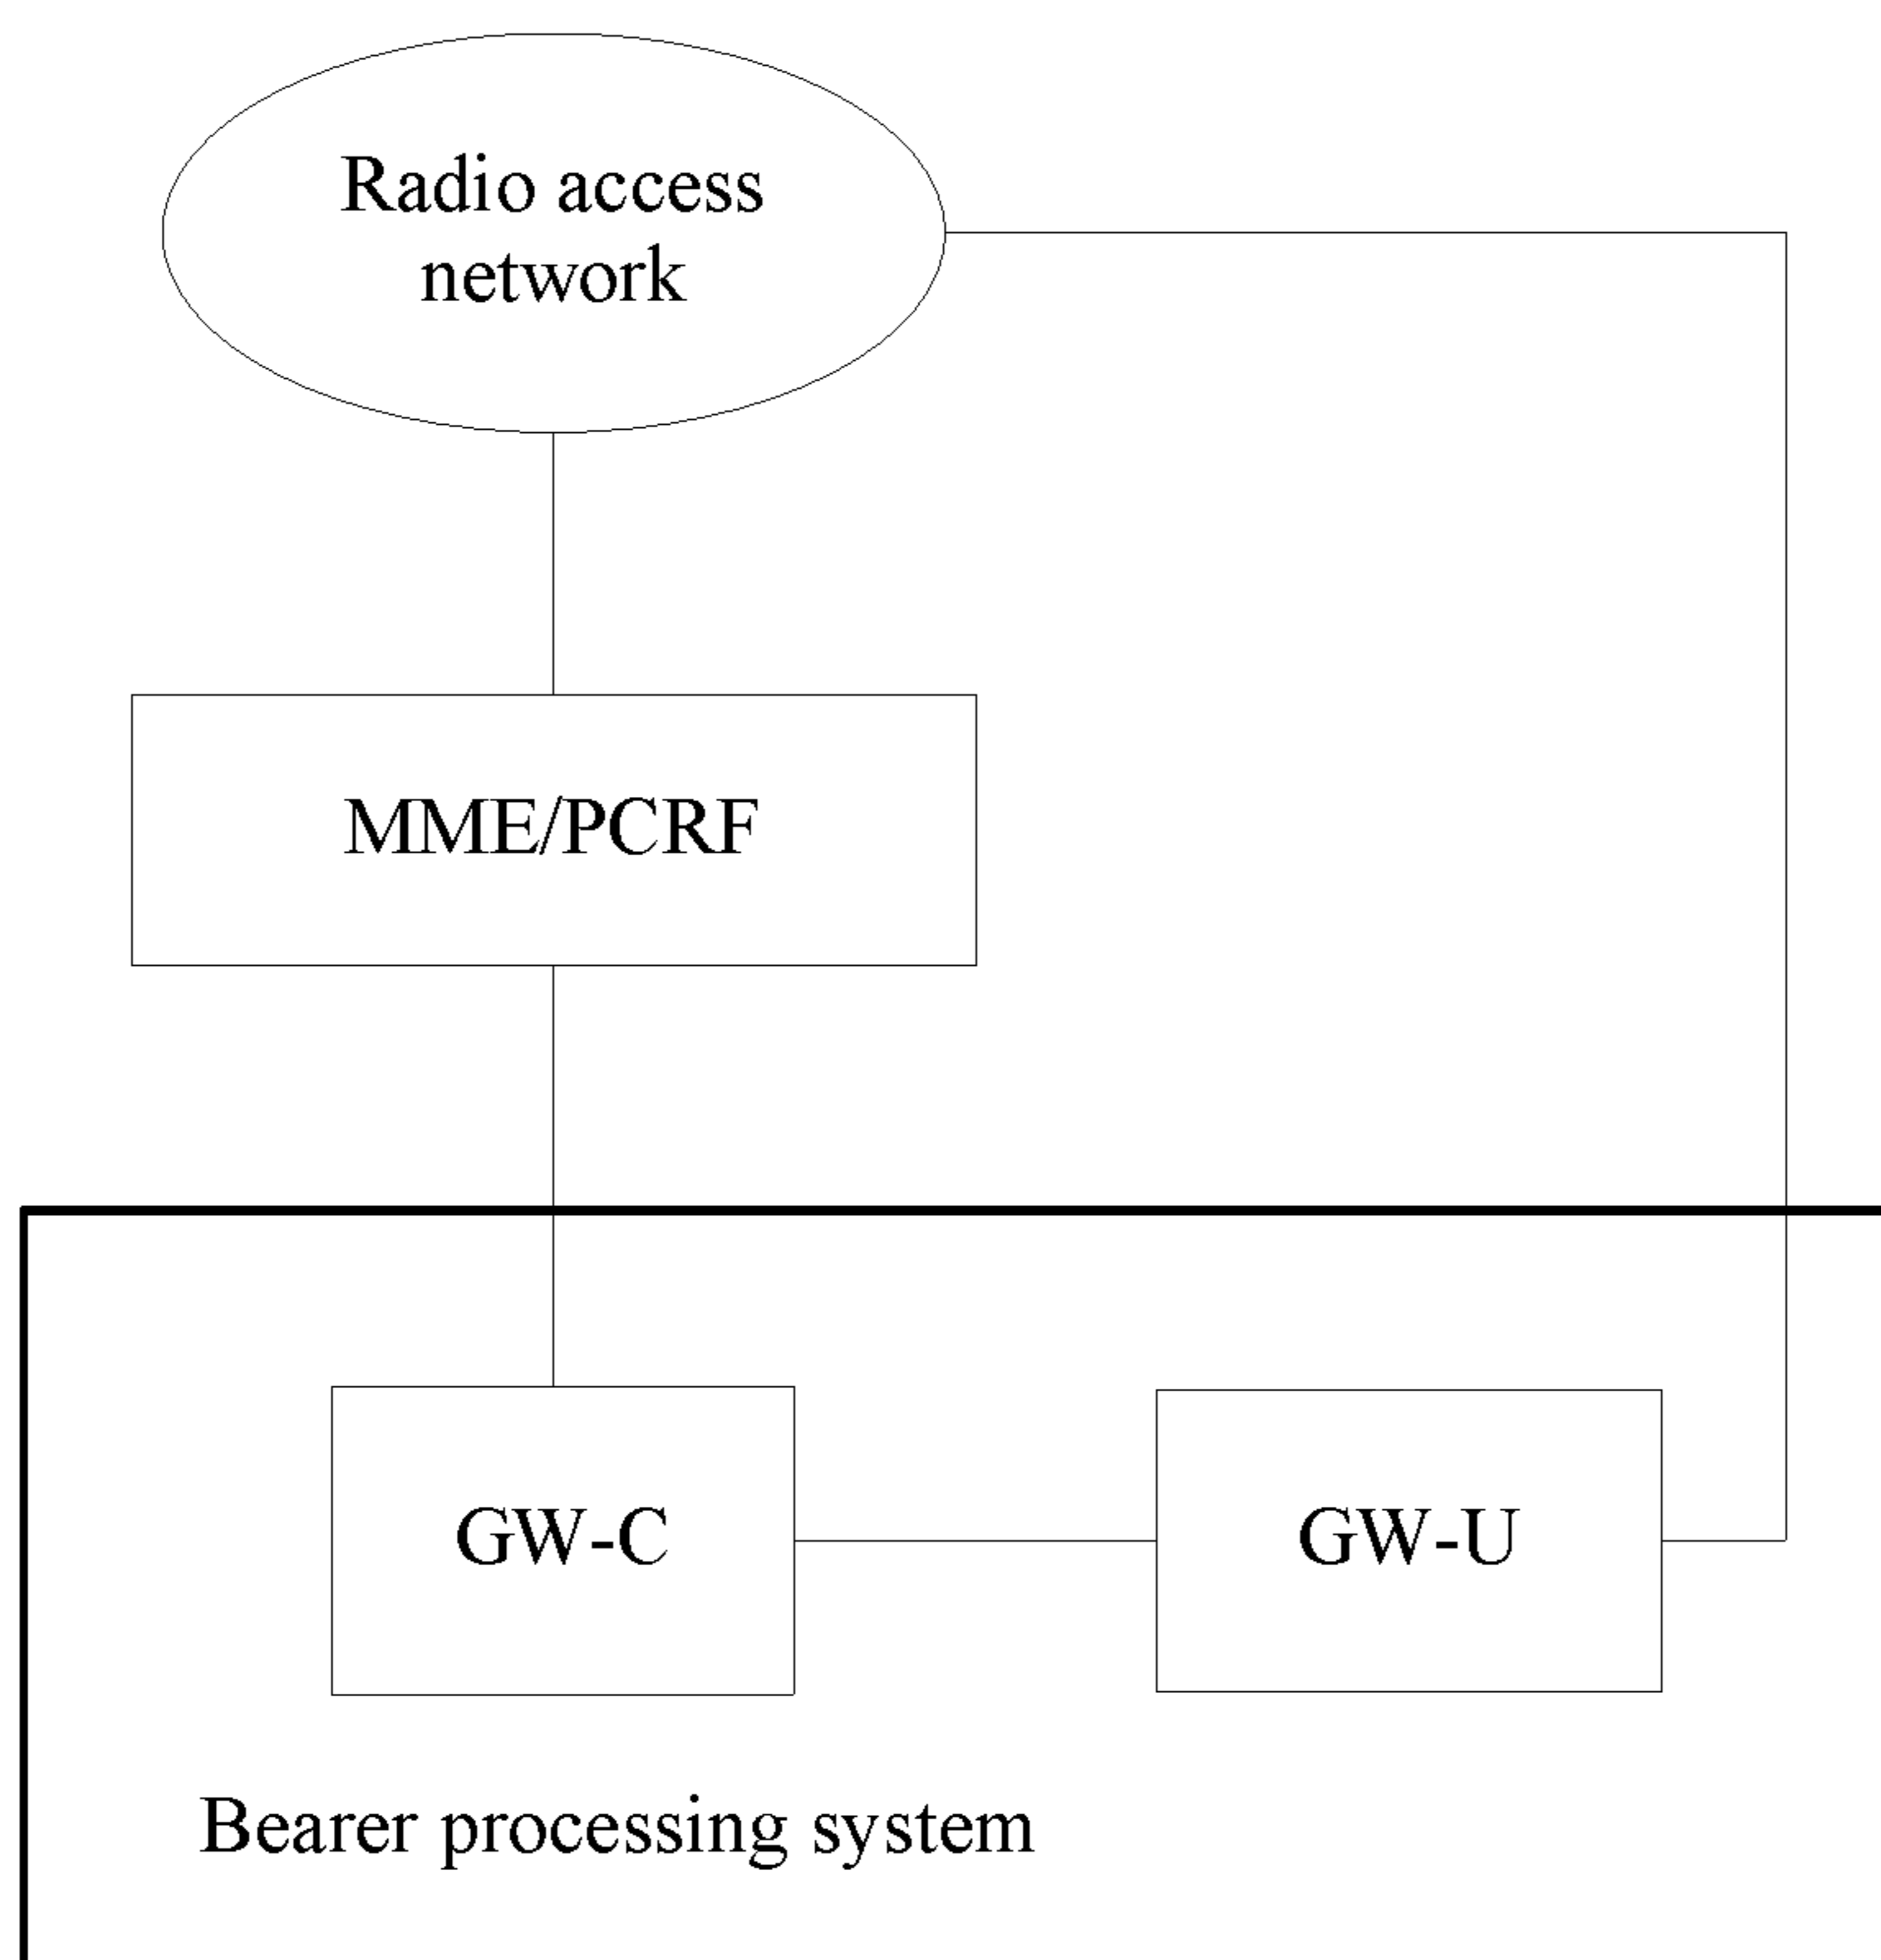 Radio access
network
MME/PCRF
GW-C
GW-U
Bearer processing system